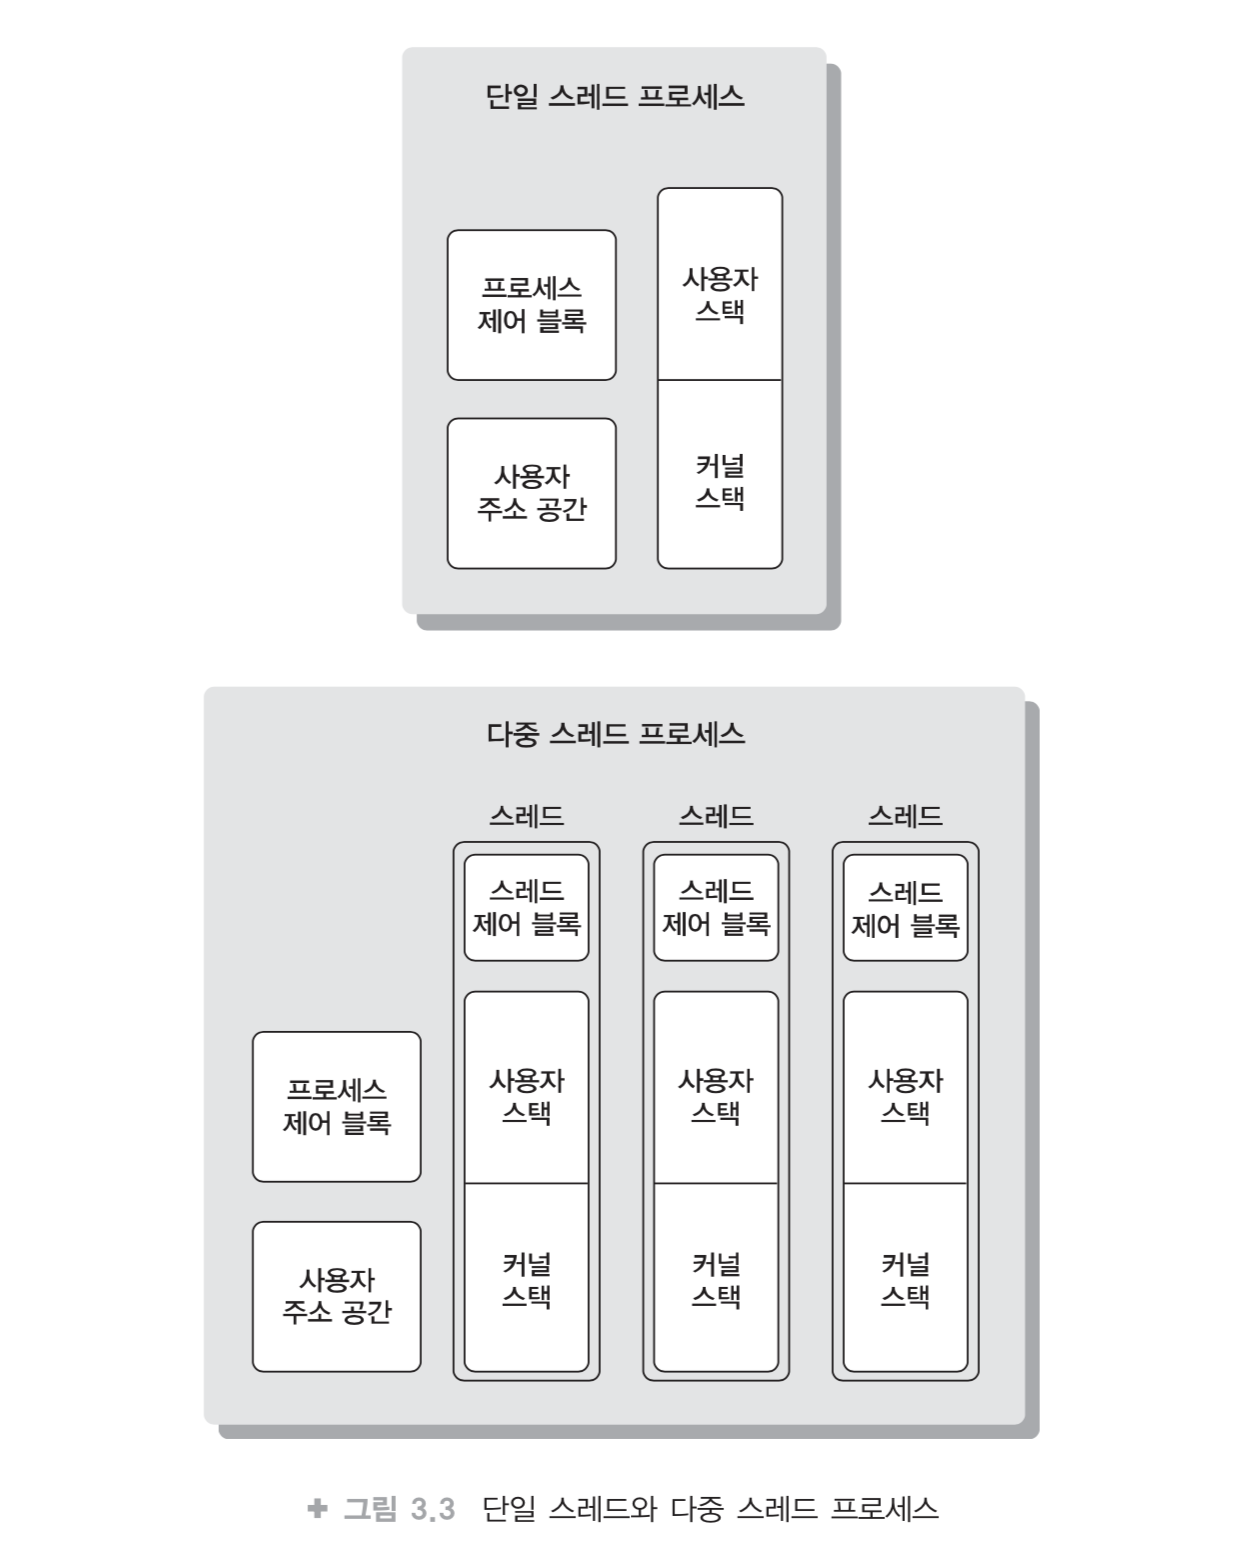 단일 스레드 프로세스
프로세스
제어 블록
사용자
주소 공간
사용자
스택
커널
스택
다중 스레드 프로세스
프로세스
제어 블록
사용자
주소 공간
스레드
스레드
제어 블록
사용자
스택
커널
스택
스레드
스레드
제어 블록
사용자
스택
커널
스택
스레드
스레드
제어 블록
사용자
스택
커널
스택
✚ 그림 3.3 단일 스레드와 다중 스레드 프로세스